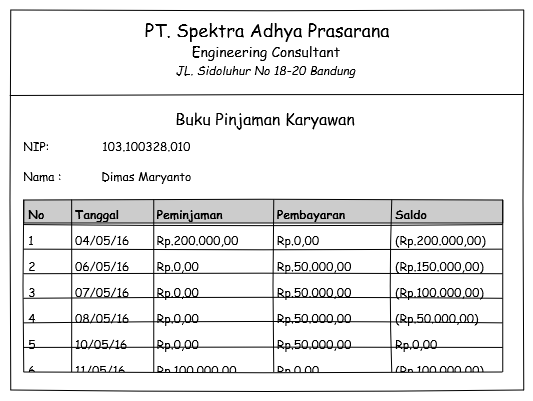 PT. Spektra Adhya Prasarana
Engineering Consultant
JL. Sidoluhur No 18-20 Bandung
Buku Pinjaman Karyawan
NIP: 103.100328.010
Nama : Dimas Maryanto
No Tanggal Peminjaman Pembayaran Saldo
1 04/05/16 Rp.200.000,00 Rp.0,00 (Rp.200.000,00)
2 06/05/16 Rp.0,00 Rp.50.000,00 (Rp.150.000,00)
3 07/05/16 Rp.0,00 Rp.50.000,00 (Rp.100.000,00)
4 08/05/16 Rp.0,00 Rp.50.000,00 (Rp.50.000,00)
5 10/05/16 Rp.0,00 Rp.50.000,00 Rp.0,00
6 11/05/16 Rp.100.000,00 Rp.0,00 (Rp.100.000,00)